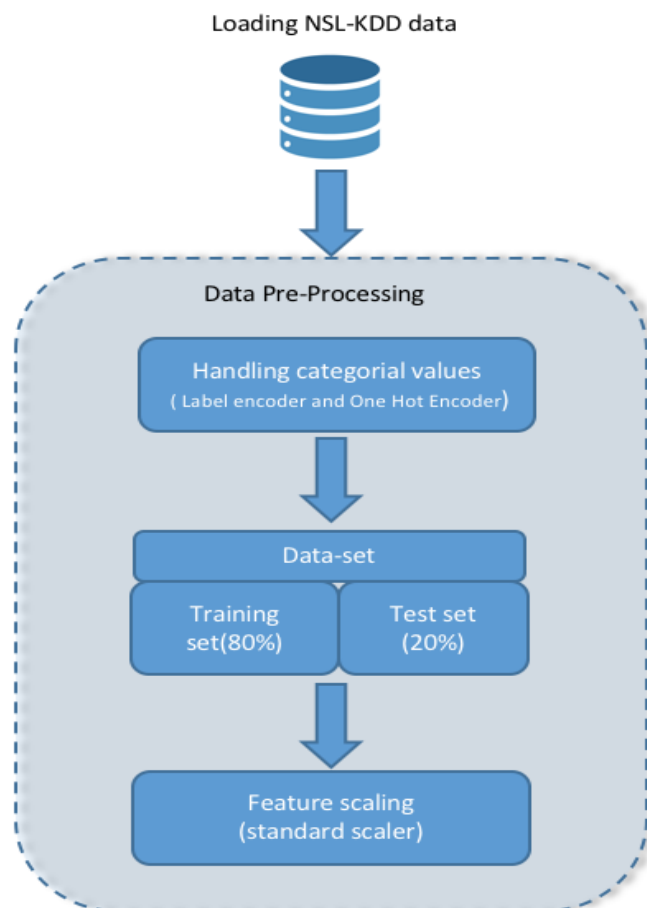 Loading NSL-KDD data
Data Pre-Processing
Handling categorial values
( Label encoder and One Hot Encoder)
Data-set
Training
set(80%)
Test set
(20%)
Feature scaling
(standard scaler)